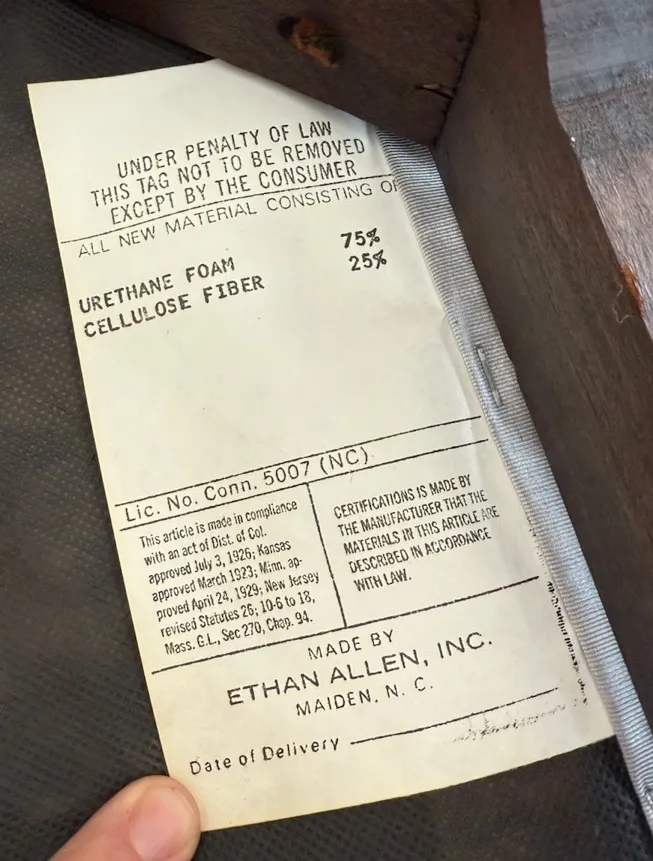 UNDER PENALTY OF LAW
THIS TAG NOT TO BE REMOVED
EXCEPT BY THE CONSUMER
ALL NEW MATERIAL CONSISTING OF
URETHANE FOAM 75%
CELLULOSE FIBER 25%
Lic. No. Conn. 5007 (NC)
This article is made in compliance
with an act of Dist. of Col.
approved July 3, 1926; Kansas
approved March 1923; Minn. ap-
proved April 24, 1929; New Jersey
revised Statutes 26; 10-6 to 18,
Mass. G.L., Sec 270, Chap. 94.
CERTIFICATIONS IS MADE BY
THE MANUFACTURER THAT THE
MATERIALS IN THIS ARTICLE ARE
DESCRIBED IN ACCORDANCE
WITH LAW.
MADE BY
ETHAN ALLEN, INC.
MAIDEN, N. C.
Date of Delivery